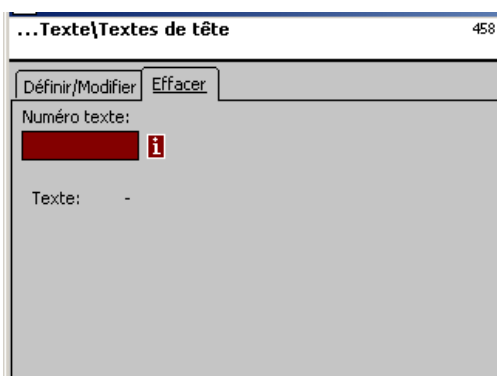 ...Texte\Textes de tête 458
Définir/Modifier Effacer
Numéro texte:
i
Texte: -